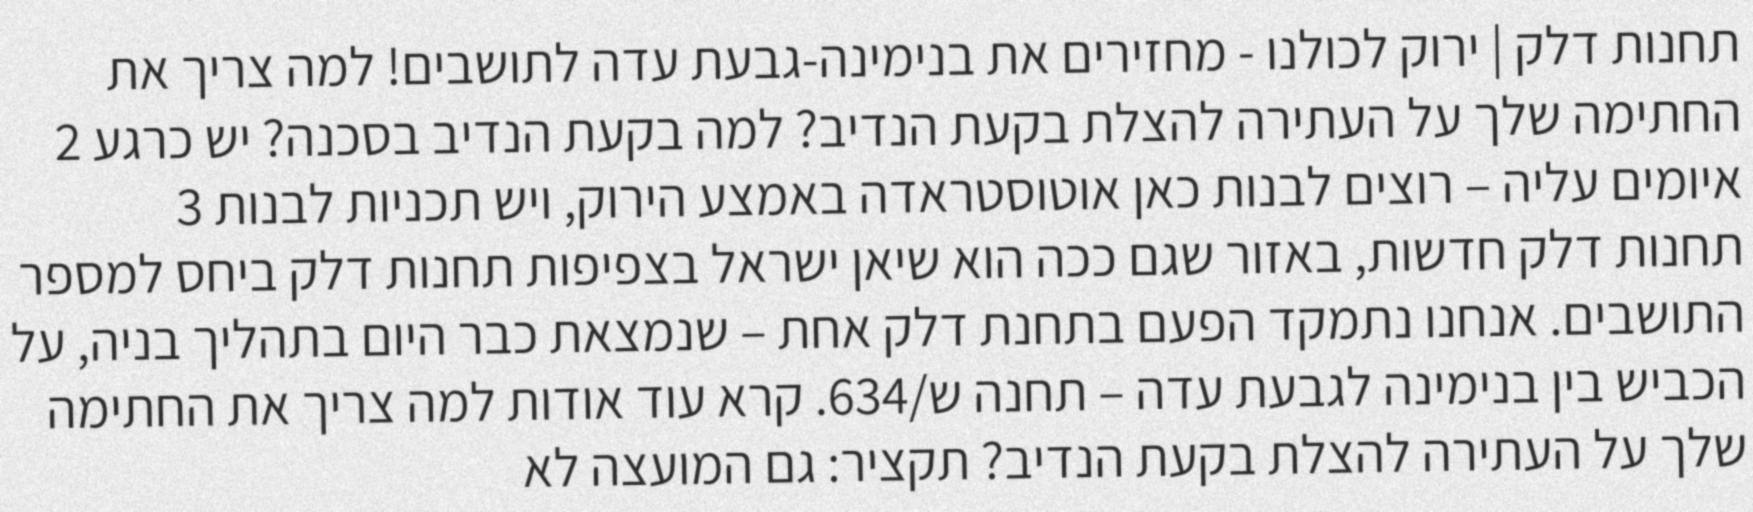 תחנות דלק | ירוק לכולנו - מחזירים את בנימינה-גבעת עדה לתושבים! למה צריך את
החתימה שלך על העתירה להצלת בקעת הנדיב? למה בקעת הנדיב בסכנה? יש כרגע 2
איומים עליה – רוצים לבנות כאן אוטוסטראדה באמצע הירוק, ויש תכניות לבנות 3
תחנות דלק חדשות, באזור שגם ככה הוא שיאן ישראל בצפיפות תחנות דלק ביחס למספר
התושבים. אנחנו נתמקד הפעם בתחנת דלק אחת – שנמצאת כבר היום בתהליך בניה, על
הכביש בין בנימינה לגבעת עדה – תחנה ש/634. קרא עוד אודות למה צריך את החתימה
שלך על העתירה להצלת בקעת הנדיב? תקציר: גם המועצה לא